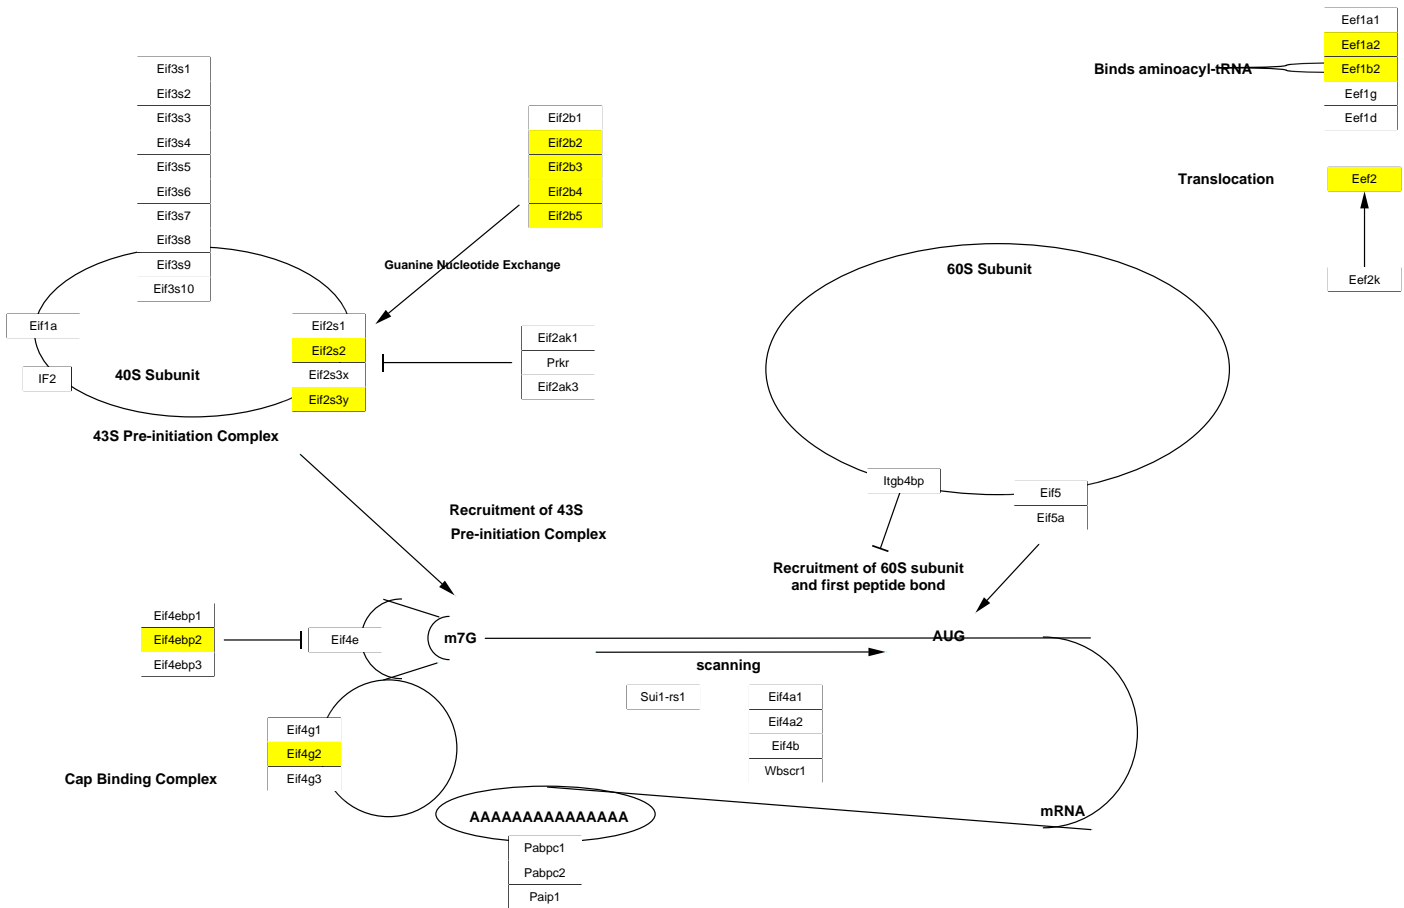 Eef1a1
Eef1a2
Binds aminoacyl-tRNA
Eef1b2
Eef1g
Eef1d
Eif3s1
Eif3s2
Eif3s3
Eif3s4
Eif3s5
Eif3s6
Eif3s7
Eif3s8
Eif3s9
Eif3s10
Eif2b1
Eif2b2
Eif2b3
Eif2b4
Eif2b5
Translocation
Eef2
Eef2k
Guanine Nucleotide Exchange
60S Subunit
Eif1a
IF2
40S Subunit
Eif2s1
Eif2s2
Eif2s3x
Eif2s3y
Eif2ak1
Prkr
Eif2ak3
43S Pre-initiation Complex
Recruitment of 43S
Pre-initiation Complex
Itgb4bp
Eif5
Eif5a
Recruitment of 60S subunit
and first peptide bond
Eif4ebp1
Eif4ebp2
Eif4ebp3
Eif4e
m7G
AUG
scanning
Sui1-rs1
Eif4a1
Eif4a2
Eif4b
Wbscr1
Eif4g1
Eif4g2
Eif4g3
Cap Binding Complex
AAAAAAAAAAAAAAA
mRNA
Pabpc1
Pabpc2
Paip1